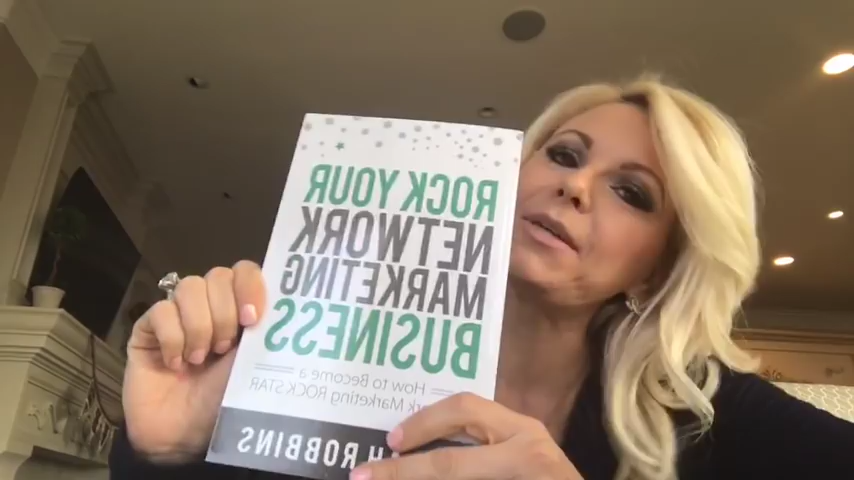 ROCK YOUR
NETWORK
MARKETING
BUSINESS
How to Become a
Marketing ROCK STAR
ROBBINS